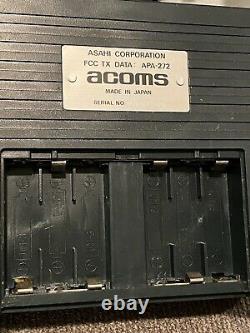 ASAHI CORPORATION
FCC TX DATA: APA-272
acoms
MADE IN JAPAN
SERIAL NO.